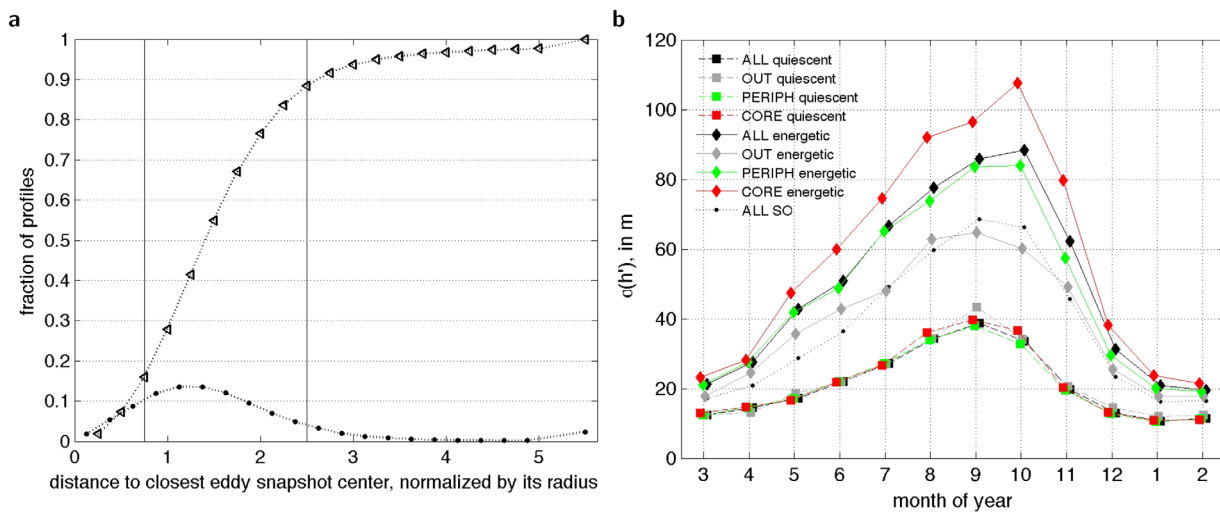 a
fraction of profiles
1
0.9
0.8
0.7
0.6
0.5
0.4
0.3
0.2
0.1
0
0 1 2 3 4 5
distance to closest eddy snapshot center, normalized by its radius
b
σ(h'), in m
120
100
80
60
40
20
0
ALL quiescent
OUT quiescent
PERIPH quiescent
CORE quiescent
ALL energetic
OUT energetic
PERIPH energetic
CORE energetic
ALL SO
3 4 5 6 7 8 9 10 11 12 1 2
month of year